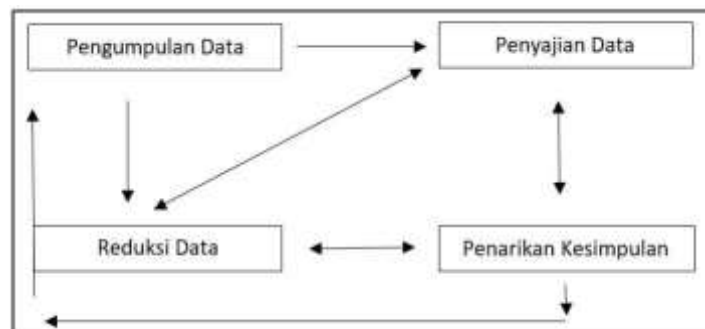 Pengumpulan Data
Penyajian Data
Reduksi Data
Penarikan Kesimpulan